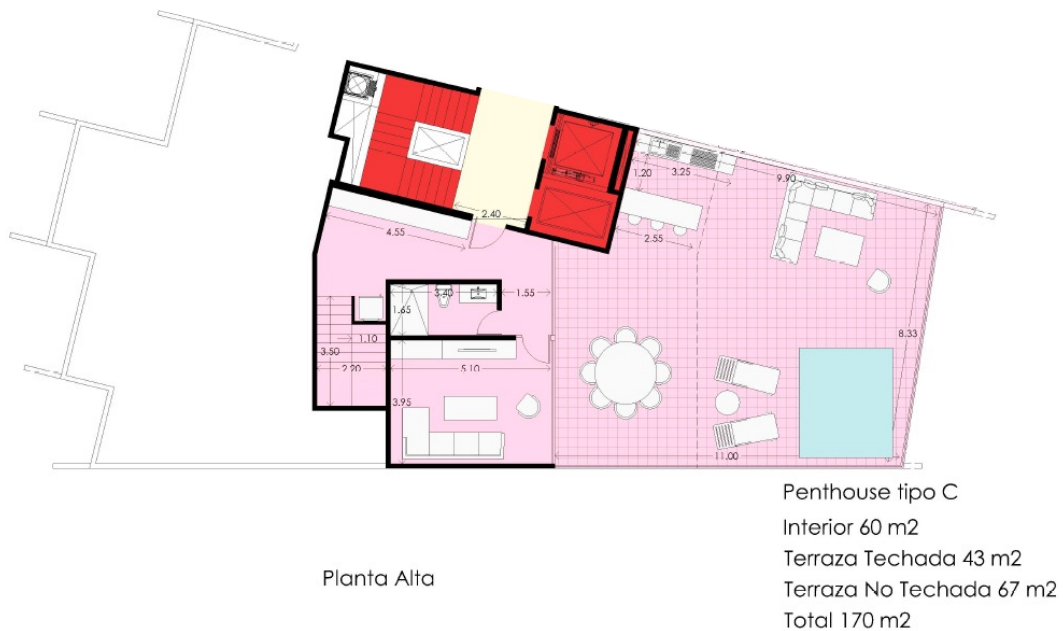 9.90
1.20
3.25
2.40
4.55
2.55
3.40
1.55
1.65
8.33
1.10
3.50
2.20
5.10
3.95
11.00
Penthouse tipo C
Interior 60 m2
Terraza Techada 43 m2
Planta Alta
Terraza No Techada 67 m2
Total 170 m2